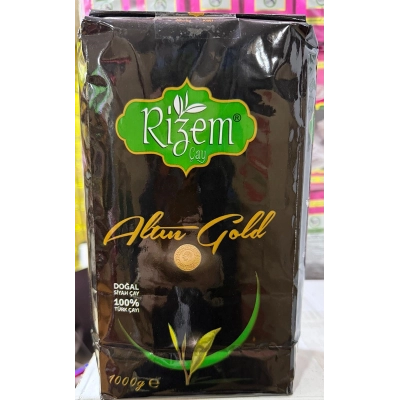 Rizem®
Çay
Altın Gold
DOĞAL
SİYAH ÇAY
100%
TÜRK ÇAYI
1000g ℮